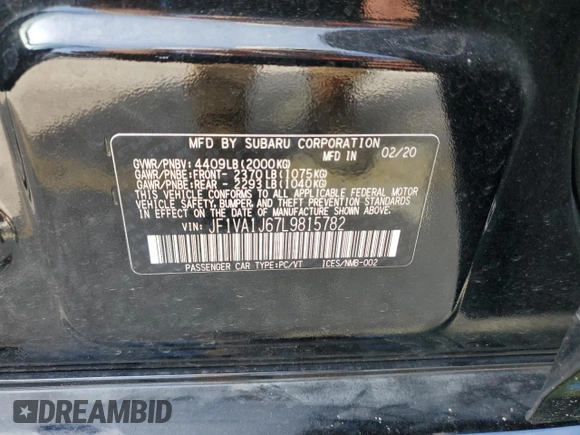 MFD BY SUBARU CORPORATION
MFD IN 02/20
GVWR/PNBV: 4409LB(2000KG)
GAWR/PNBE:FRONT- 2370LB(1075KG)
GAWR/PNBE:REAR - 2293LB(1040KG)
THIS VEHICLE CONFORMS TO ALL APPLICABLE FEDERAL MOTOR
VEHICLE SAFETY, BUMPER, AND THEFT PREVENTION STANDARDS
IN EFFECT ON THE DATE OF MANUFACTURE SHOWN ABOVE.
VIN: JF1VA1J67L9815782
PASSENGER CAR TYPE:PC/VT ICES/NMB-002
DREAMBID